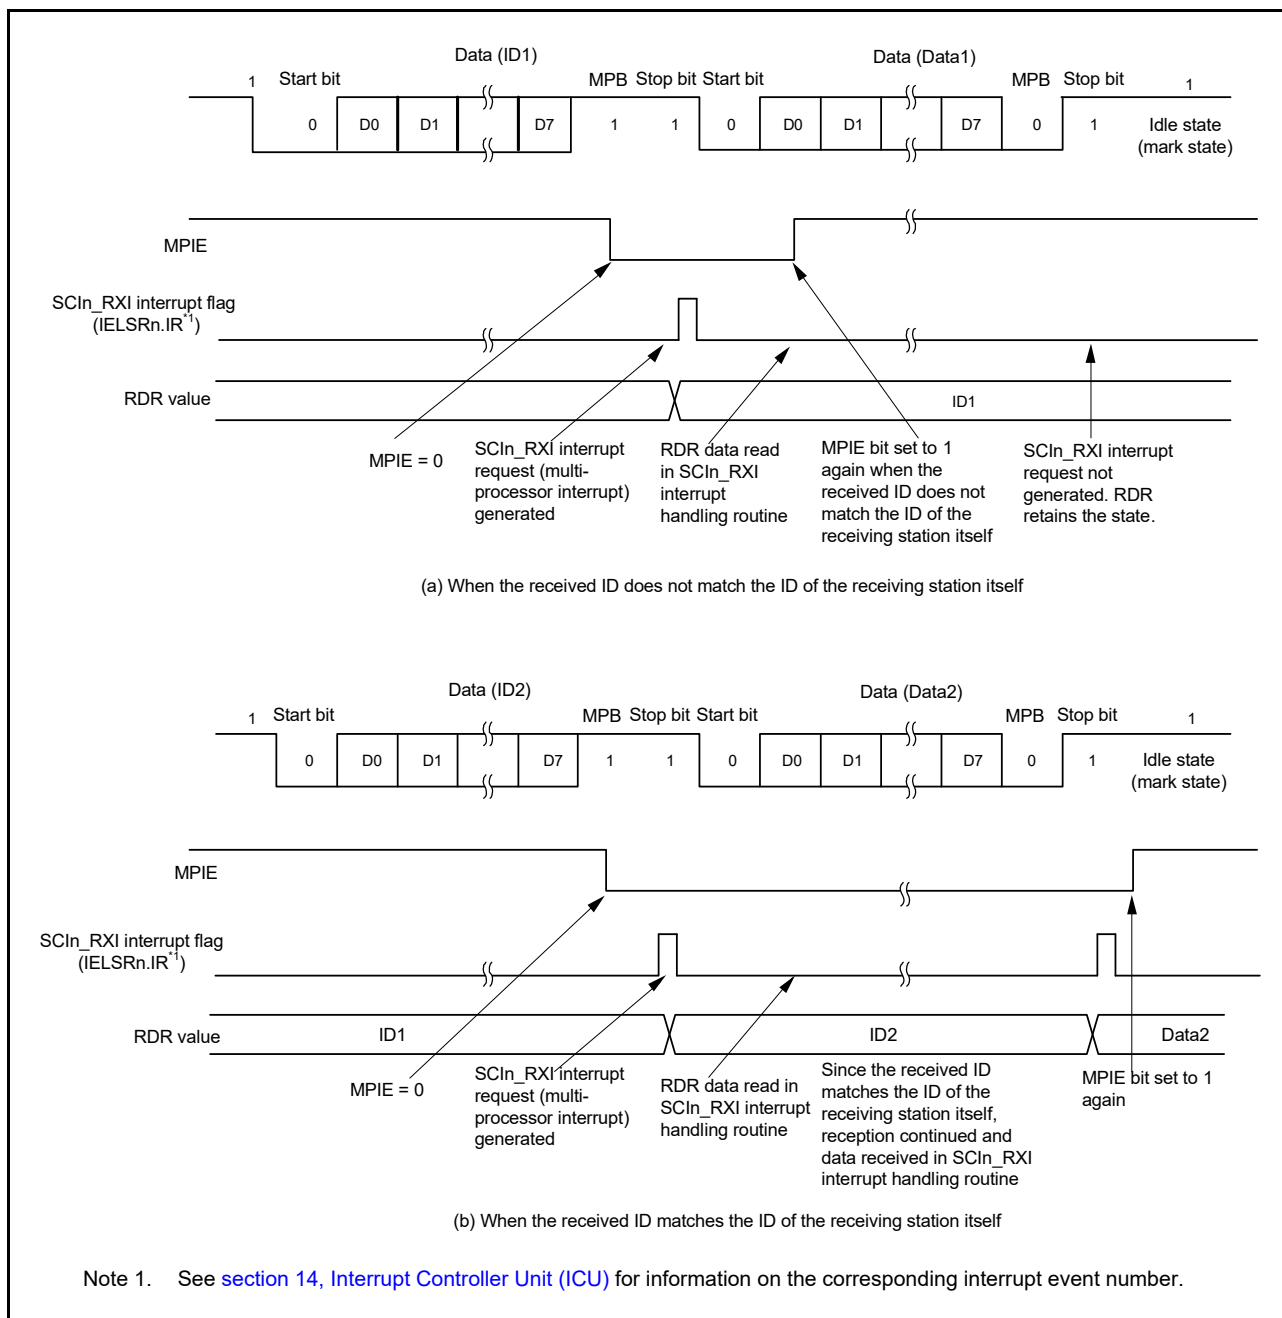 Data (ID1) Data (Data1)
1 Start bit MPB Stop bit Start bit MPB Stop bit 1
0 D0 D1 D7 1 1 0 D0 D1 D7 0 1 Idle state
(mark state)
MPIE
SCIn_RXI interrupt flag
(IELSRn.IR*1)
RDR value ID1
MPIE = 0
SCIn_RXI interrupt
request (multi-
processor interrupt)
generated
RDR data read
in SCIn_RXI
interrupt
handling routine
MPIE bit set to 1
again when the
received ID does not
match the ID of the
receiving station itself
SCIn_RXI interrupt
request not
generated. RDR
retains the state.
(a) When the received ID does not match the ID of the receiving station itself
Data (ID2) Data (Data2)
1 Start bit MPB Stop bit Start bit MPB Stop bit 1
0 D0 D1 D7 1 1 0 D0 D1 D7 0 1 Idle state
(mark state)
MPIE
SCIn_RXI interrupt flag
(IELSRn.IR*1)
RDR value ID1 ID2 Data2
MPIE = 0
SCIn_RXI interrupt
request (multi-
processor interrupt)
generated
RDR data read in
SCIn_RXI interrupt
handling routine
Since the received ID
matches the ID of the
receiving station itself,
reception continued and
data received in SCIn_RXI
interrupt handling routine
MPIE bit set to 1
again
(b) When the received ID matches the ID of the receiving station itself
Note 1. See section 14, Interrupt Controller Unit (ICU) for information on the corresponding interrupt event number.